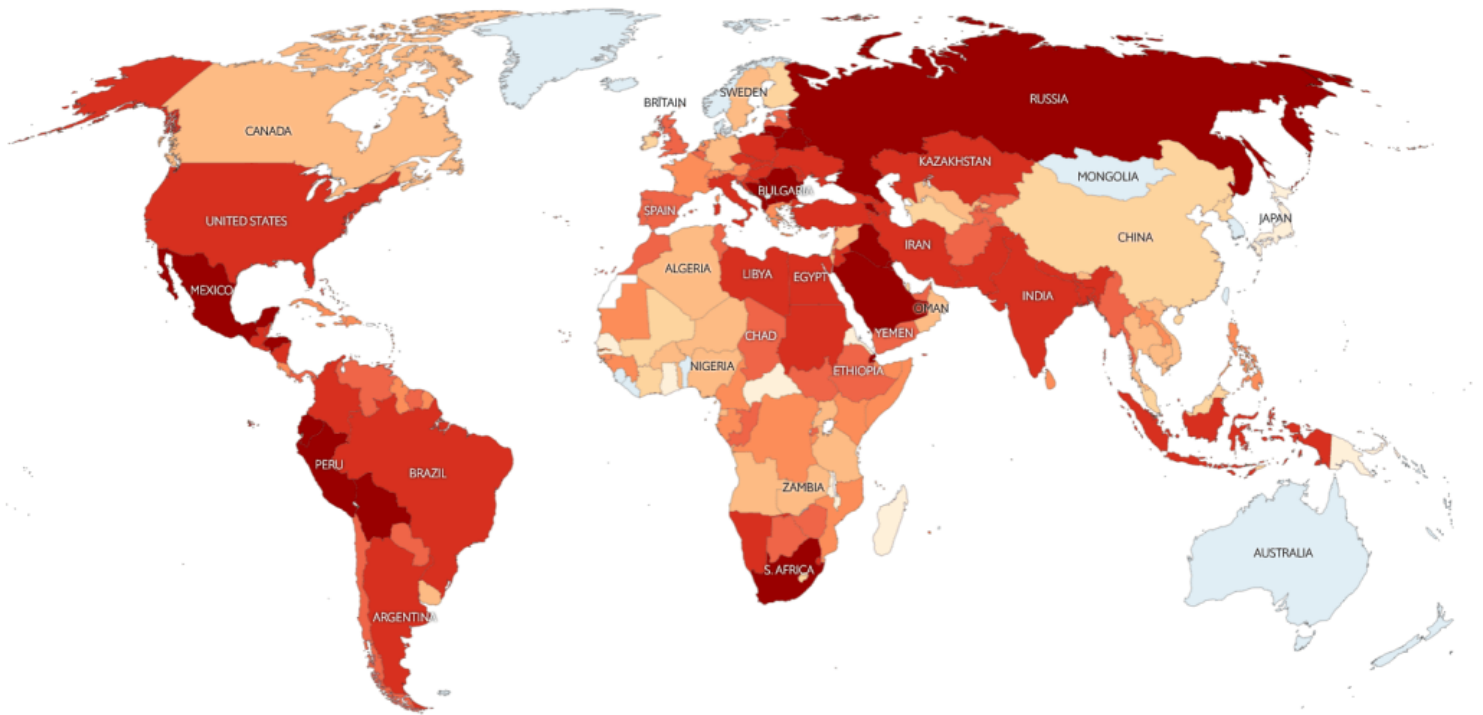 BRITAIN
SWEDEN
RUSSIA
CANADA
KAZAKHSTAN
MONGOLIA
BULGARIA
UNITED STATES
SPAIN
JAPAN
CHINA
IRAN
ALGERIA
LIBYA
EGYPT
MEXICO
INDIA
OMAN
YEMEN
CHAD
NIGERIA
ETHIOPIA
PERU
BRAZIL
ZAMBIA
AUSTRALIA
S. AFRICA
ARGENTINA